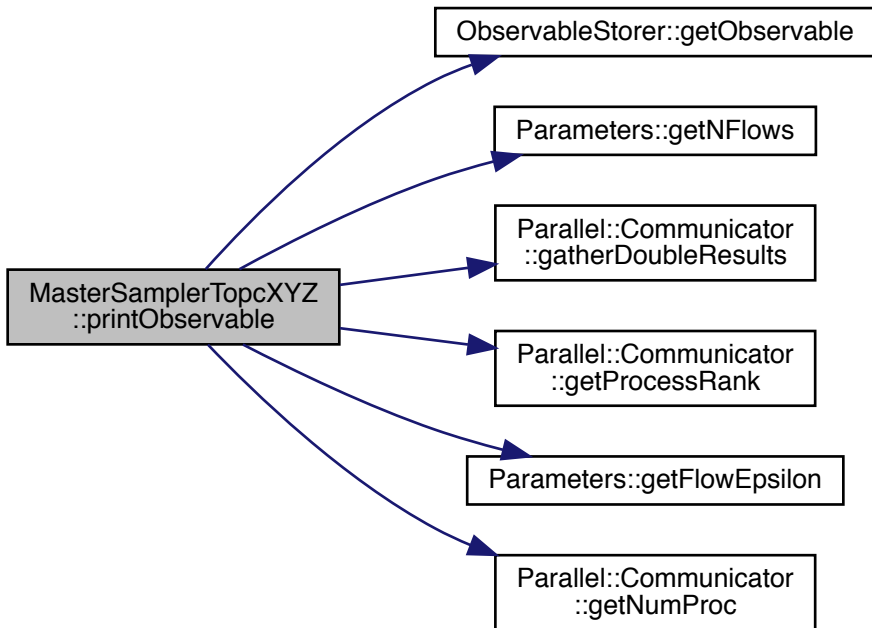 ObservableStorer::getObservable
Parameters::getNFlows
Parallel::Communicator
::gatherDoubleResults
MasterSamplerTopcXYZ
::printObservable
Parallel::Communicator
::getProcessRank
Parameters::getFlowEpsilon
Parallel::Communicator
::getNumProc